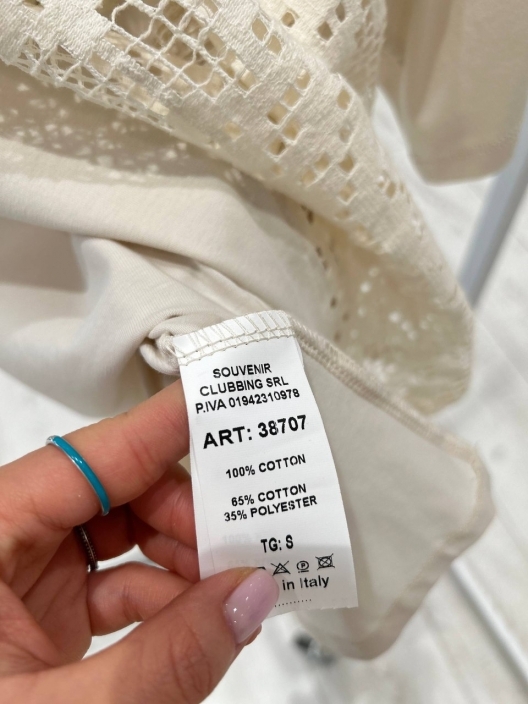 SOUVENIR
CLUBBING SRL
P.IVA 01942310978
ART: 38707
100% COTTON
65% COTTON
35% POLYESTER
TG: S
in Italy